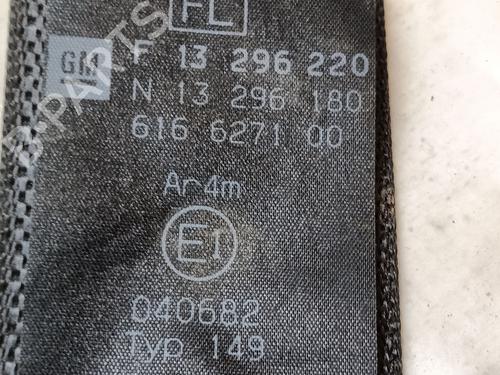 FL
GM F 13 296 220
N 13 296 180
616 6271 00
Ar4m
E1
040682
Typ 149
B-PARTS